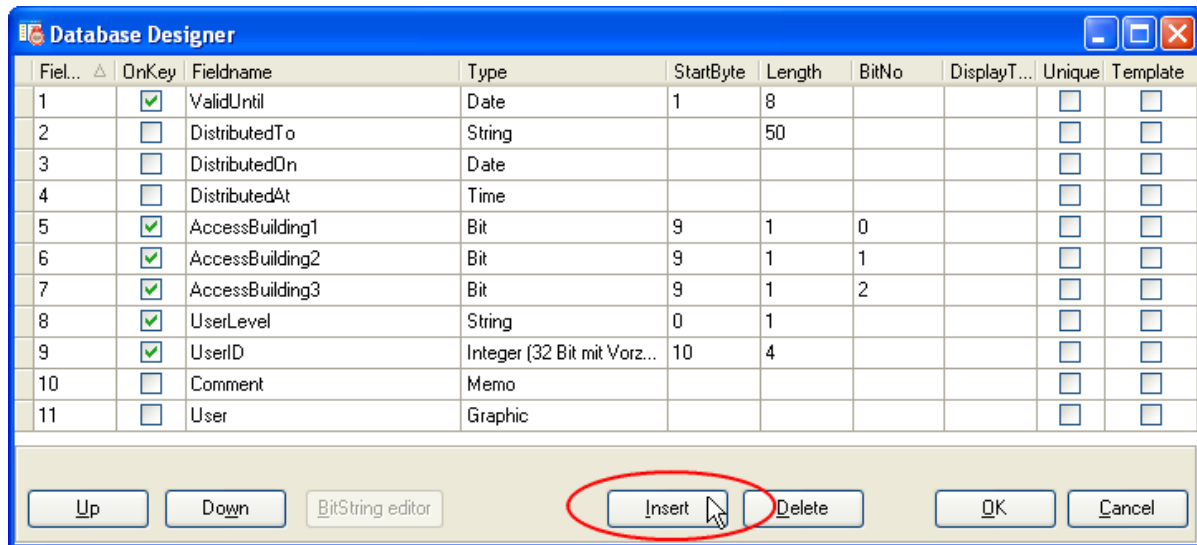 Database Designer
Fiel... OnKey Fieldname Type StartByte Length BitNo DisplayT... Unique Template
1 ValidUntil Date 1 8
2 DistributedTo String 50
3 DistributedOn Date
4 DistributedAt Time
5 AccessBuilding1 Bit 9 1 0
6 AccessBuilding2 Bit 9 1 1
7 AccessBuilding3 Bit 9 1 2
8 UserLevel String 0 1
9 UserID Integer (32 Bit mit Vorz... 10 4
10 Comment Memo
11 User Graphic
Up Down BitString editor Insert Delete OK Cancel